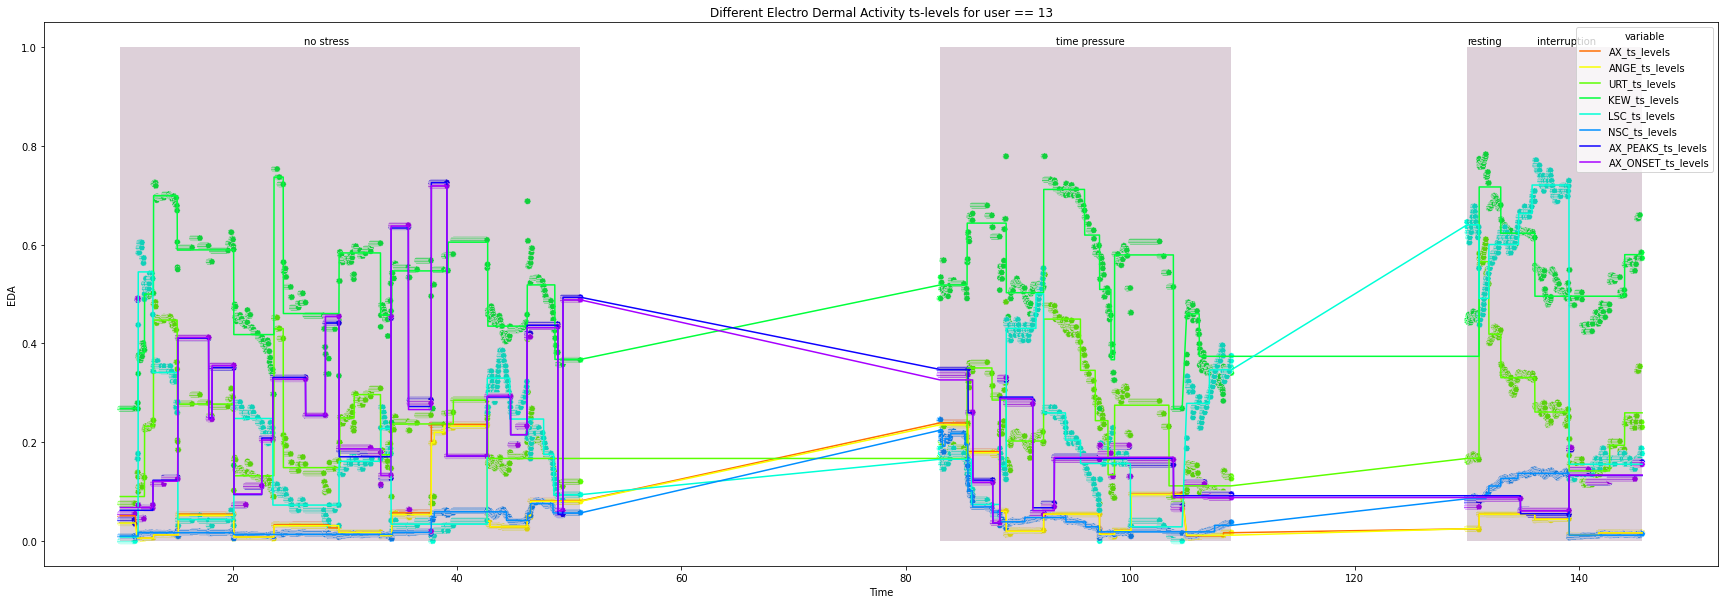 Different Electro Dermal Activity ts-levels for user == 13
no stress
time pressure
resting
interruption
variable
AX_ts_levels
ANGE_ts_levels
URT_ts_levels
KEW_ts_levels
LSC_ts_levels
NSC_ts_levels
AX_PEAKS_ts_levels
AX_ONSET_ts_levels
1.0
0.8
0.6
0.4
0.2
0.0
EDA
20
40
60
80
100
120
140
Time